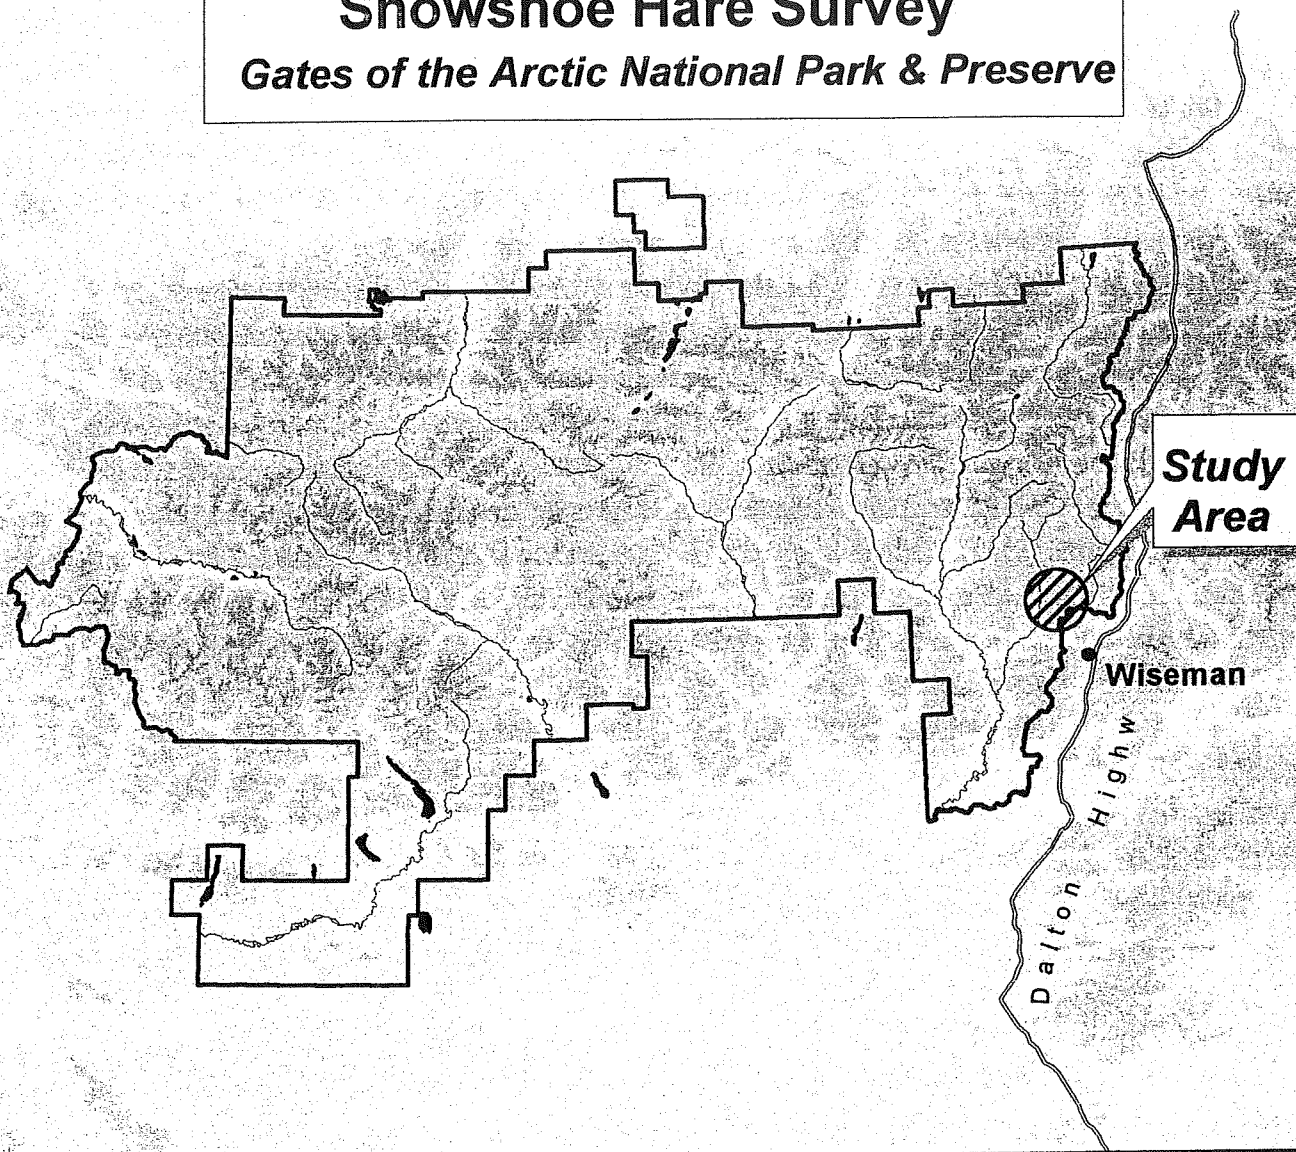 Snowshoe Hare Survey
Gates of the Arctic National Park & Preserve
Study
Area
Wiseman
Dalton Highw